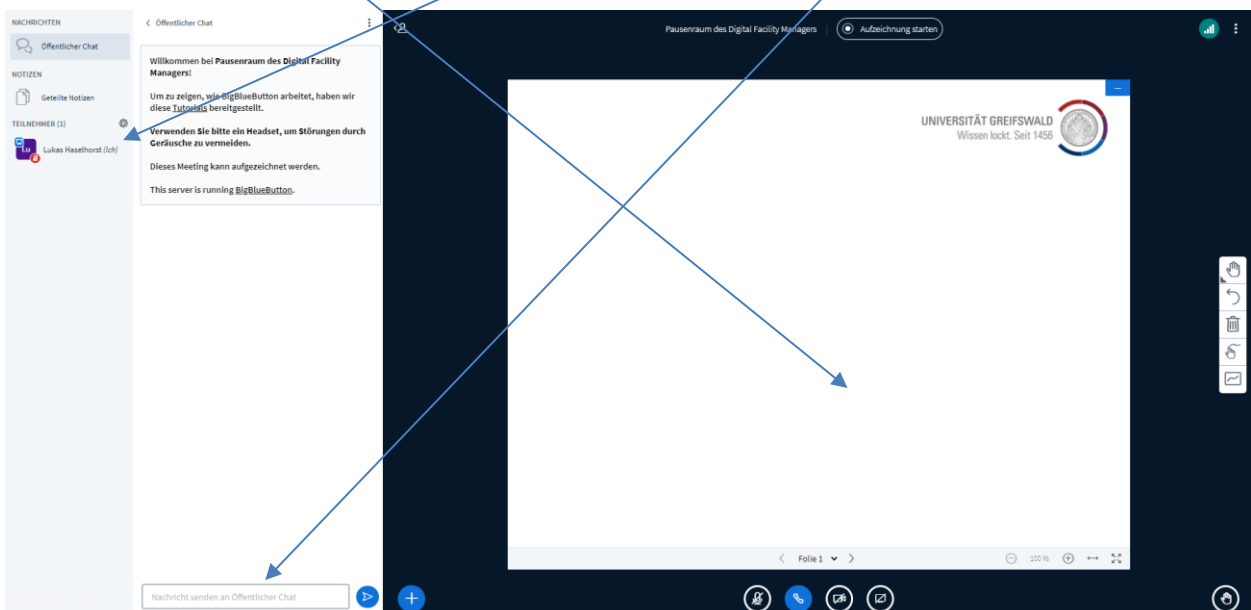 NACHRICHTEN
Öffentlicher Chat
NOTIZEN
Geteilte Notizen
TEILNEHMER (1)
Lu
Lukas Haselhorst (Ich)
Öffentlicher Chat
Willkommen bei Pausenraum des Digital Facility
Managers!
Um zu zeigen, wie BigBlueButton arbeitet, haben wir
diese Tutorials bereitgestellt.
Verwenden Sie bitte ein Headset, um Störungen durch
Geräusche zu vermeiden.
Dieses Meeting kann aufgezeichnet werden.
This server is running BigBlueButton.
Nachricht senden an Öffentlicher Chat
Pausenraum des Digital Facility Managers
Aufzeichnung starten
UNIVERSITÄT GREIFSWALD
Wissen lockt. Seit 1456
Folie 1
100 %